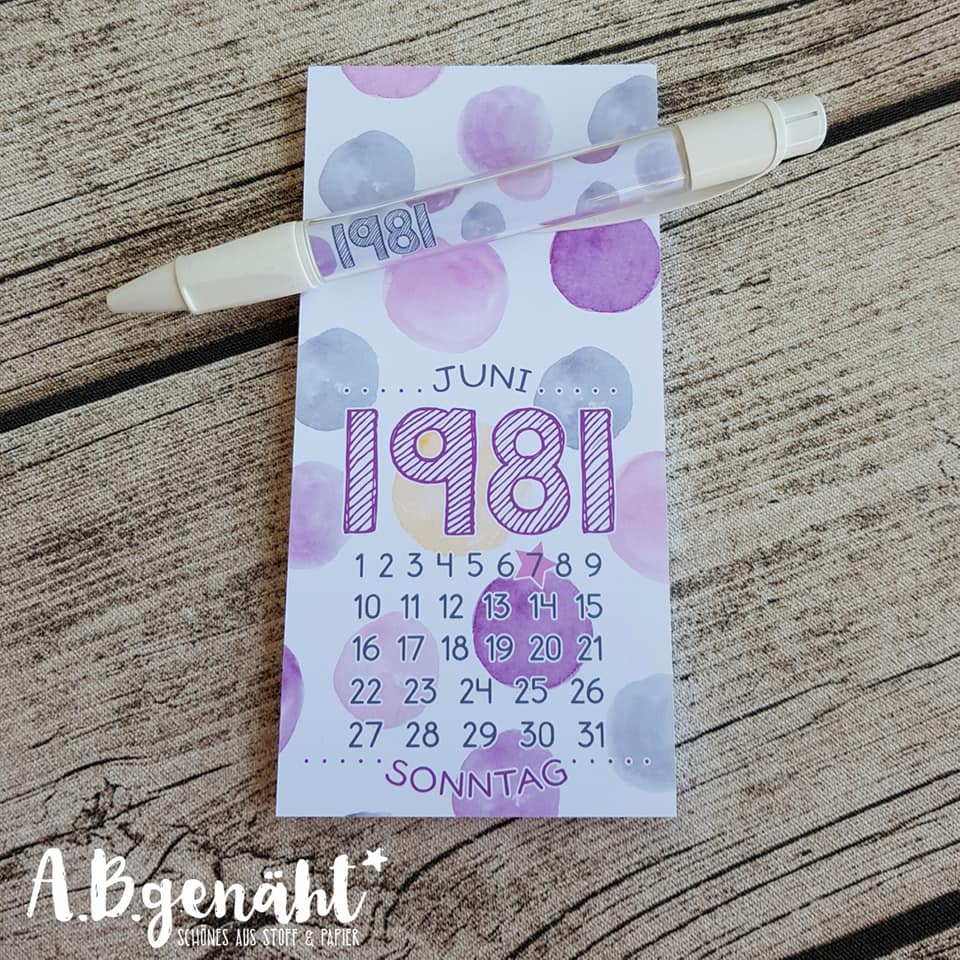 1981
JUNI
1981
1 2 3 4 5 6 7 8 9
10 11 12 13 14 15
16 17 18 19 20 21
22 23 24 25 26
27 28 29 30 31
SONNTAG
A.B.genäht
SCHÖNES AUS STOFF & PAPIER